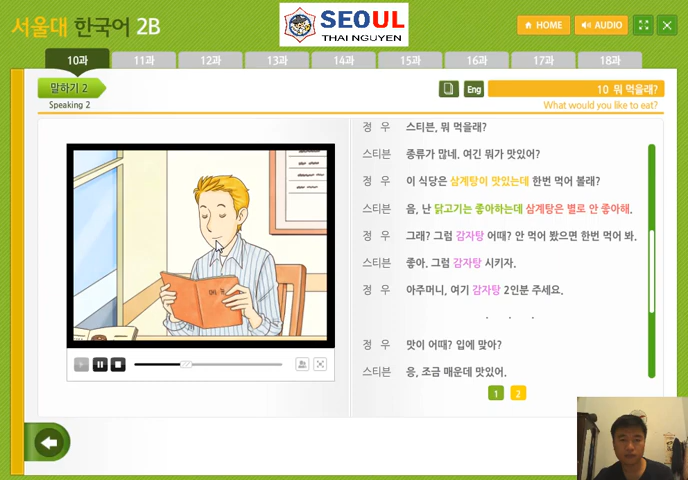 서울대 한국어 2B
SEOUL
THAI NGUYEN
HOME
AUDIO
10과 11과 12과 13과 14과 15과 16과 17과 18과
말하기 2
Speaking 2
Eng
10 뭐 먹을래?
What would you like to eat?
정 우 스티븐, 뭐 먹을래?
스티븐 종류가 많네. 여긴 뭐가 맛있어?
정 우 이 식당은 삼계탕이 맛있는데 한번 먹어 볼래?
스티븐 음, 난 닭고기는 좋아하는데 삼계탕은 별로 안 좋아해.
정 우 그래? 그럼 감자탕 어때? 안 먹어 봤으면 한번 먹어 봐.
스티븐 좋아. 그럼 감자탕 시키자.
정 우 아주머니, 여기 감자탕 2인분 주세요.
. . .
정 우 맛이 어때? 입에 맞아?
스티븐 응, 조금 매운데 맛있어.
1 2